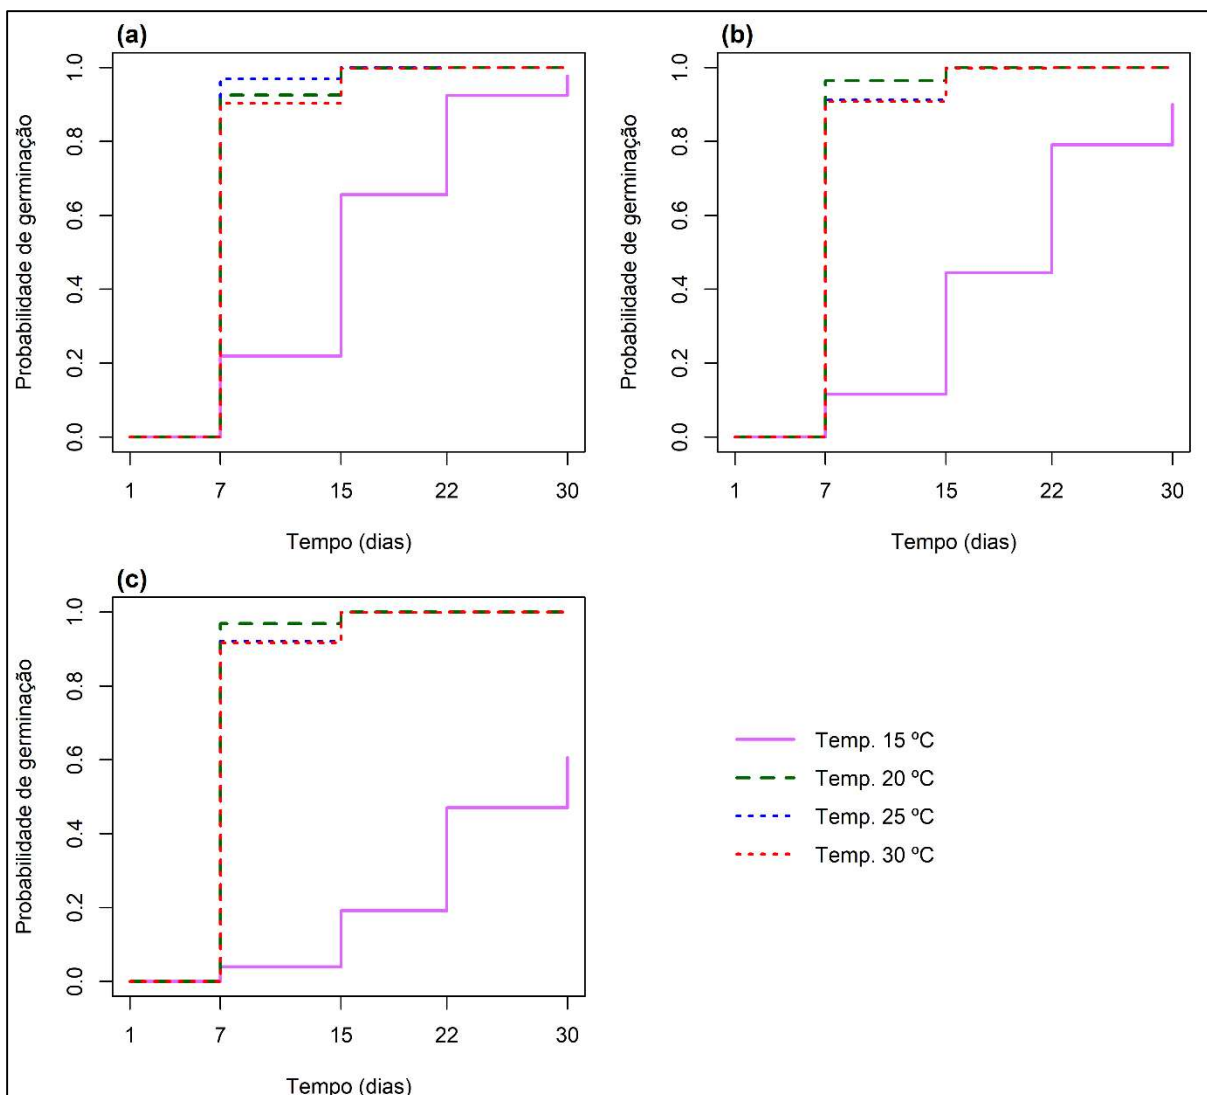 (a)
Probabilidade de germinação
1.0
0.8
0.6
0.4
0.2
0.0
1 7 15 22 30
Tempo (dias)
(b)
Probabilidade de germinação
1.0
0.8
0.6
0.4
0.2
0.0
1 7 15 22 30
Tempo (dias)
(c)
Probabilidade de germinação
1.0
0.8
0.6
0.4
0.2
0.0
1 7 15 22 30
Tempo (dias)
Temp. 15 ºC
Temp. 20 ºC
Temp. 25 ºC
Temp. 30 ºC